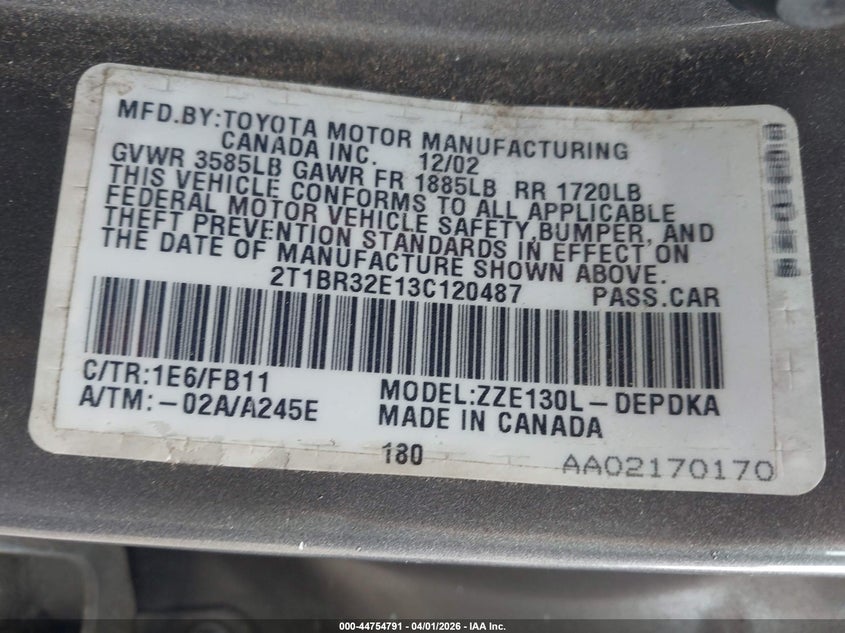 MFD.BY:TOYOTA MOTOR MANUFACTURING
CANADA INC. 12/02
GVWR 3585LB GAWR FR 1885LB RR 1720LB
THIS VEHICLE CONFORMS TO ALL APPLICABLE
FEDERAL MOTOR VEHICLE SAFETY,BUMPER, AND
THEFT PREVENTION STANDARDS IN EFFECT ON
THE DATE OF MANUFACTURE SHOWN ABOVE.
2T1BR32E13C120487 PASS.CAR
C/TR:1E6/FB11 MODEL:ZZE130L-DEPDKA
A/TM:-02A/A245E MADE IN CANADA
180 AA02170170
000-44754791 - 04/01/2026 - IAA Inc.